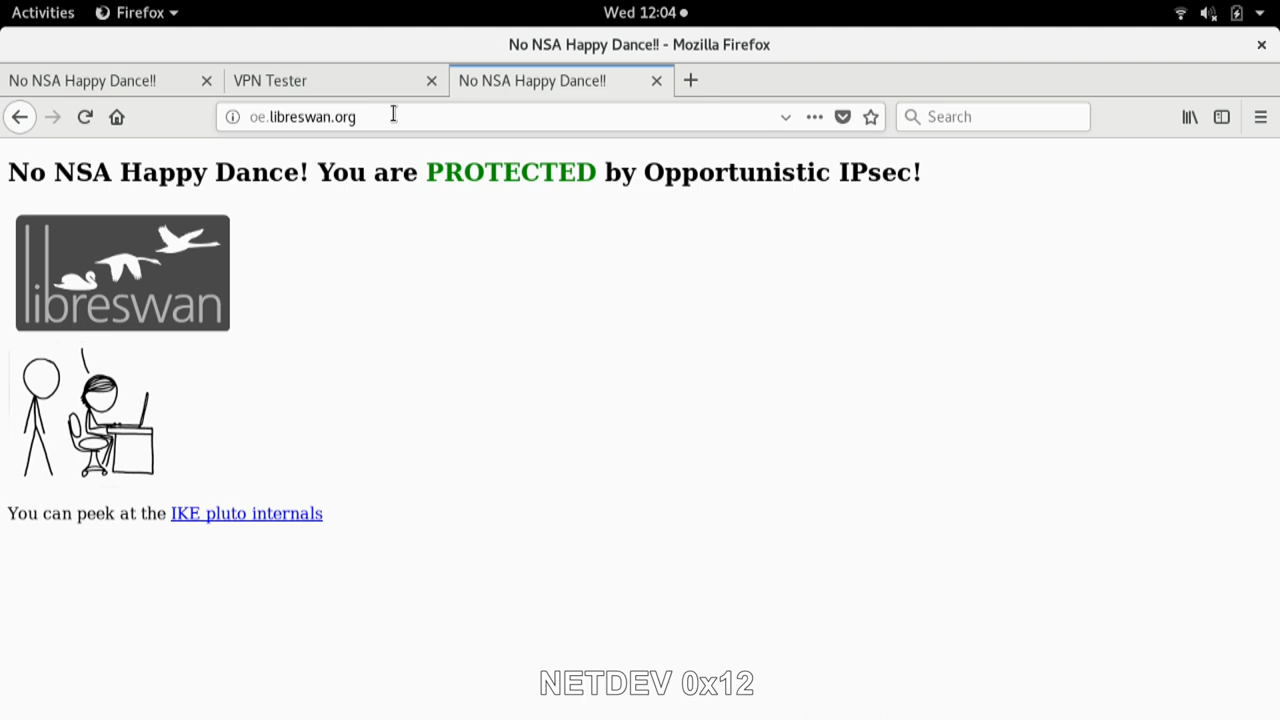 Activities Firefox Wed 12:04
No NSA Happy Dance!! - Mozilla Firefox
No NSA Happy Dance!! VPN Tester No NSA Happy Dance!!
oe.libreswan.org Search
No NSA Happy Dance! You are PROTECTED by Opportunistic IPsec!
libreswan
You can peek at the IKE pluto internals
NETDEV 0x12